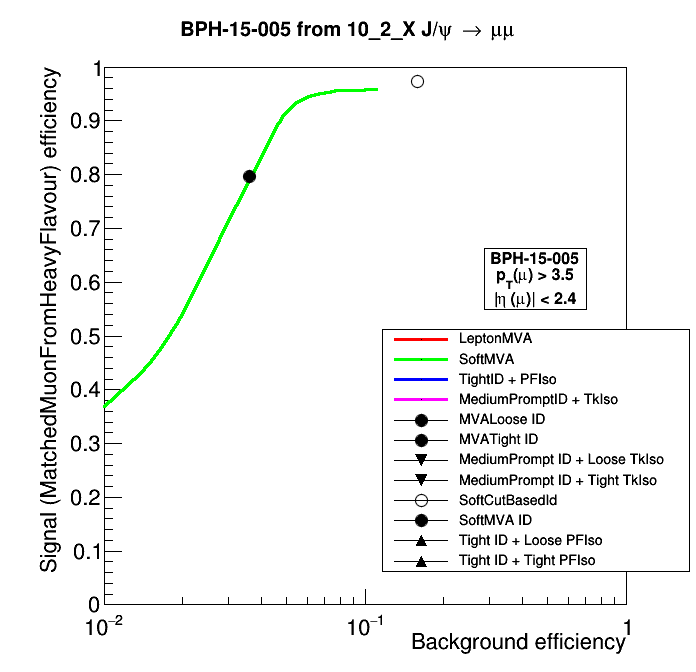 BPH-15-005 from 10_2_X J/ψ → μμ
Signal (MatchedMuonFromHeavyFlavour) efficiency
1
0.9
0.8
0.7
0.6
0.5
0.4
0.3
0.2
0.1
0
BPH-15-005
p_T(μ) > 3.5
|η (μ)| < 2.4
LeptonMVA
SoftMVA
TightID + PFIso
MediumPromptID + TkIso
MVALoose ID
MVATight ID
MediumPrompt ID + Loose TkIso
MediumPrompt ID + Tight TkIso
SoftCutBasedId
SoftMVA ID
Tight ID + Loose PFIso
Tight ID + Tight PFIso
10⁻² 10⁻¹ 1
Background efficiency